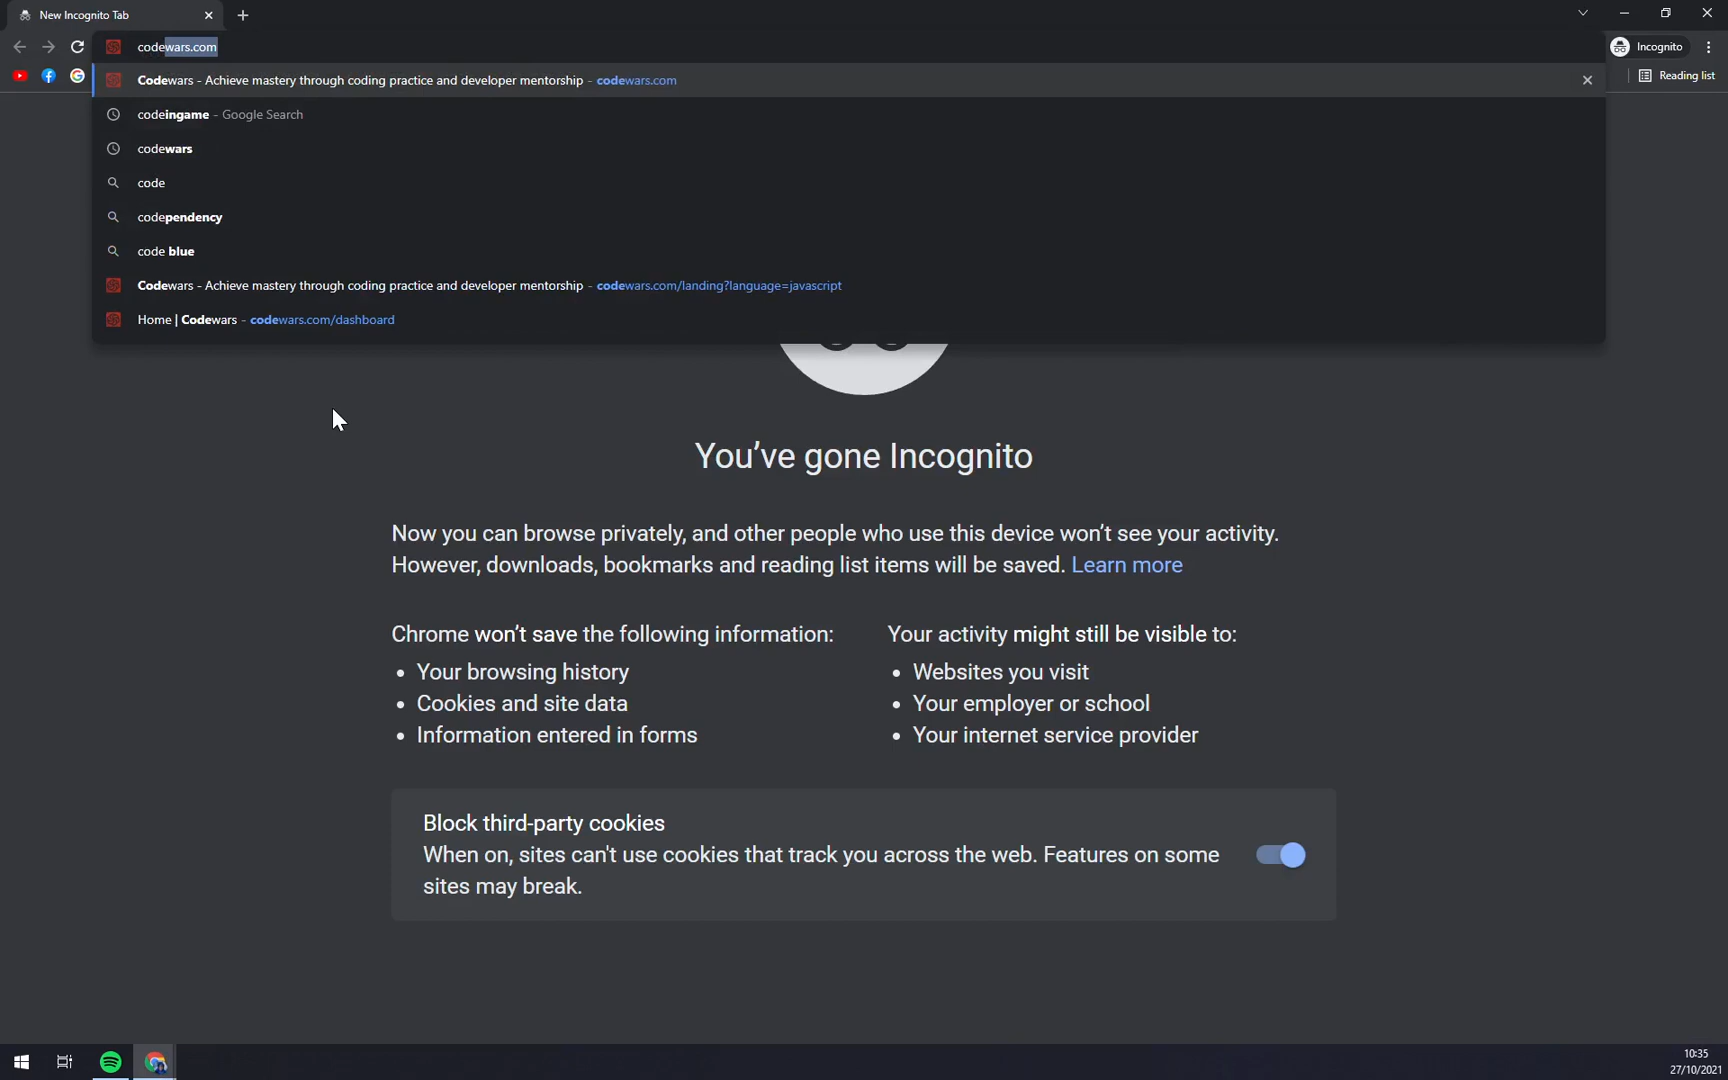 New Incognito Tab
codewars.com
Incognito
Codewars - Achieve mastery through coding practice and developer mentorship - codewars.com
Reading list
codeingame - Google Search
codewars
code
codependency
code blue
Codewars - Achieve mastery through coding practice and developer mentorship - codewars.com/landing?language=javascript
Home | Codewars - codewars.com/dashboard
You've gone Incognito
Now you can browse privately, and other people who use this device won't see your activity.
However, downloads, bookmarks and reading list items will be saved. Learn more
Chrome won't save the following information:
Your browsing history
Cookies and site data
Information entered in forms
Your activity might still be visible to:
Websites you visit
Your employer or school
Your internet service provider
Block third-party cookies
When on, sites can't use cookies that track you across the web. Features on some
sites may break.
10:35
27/10/2021